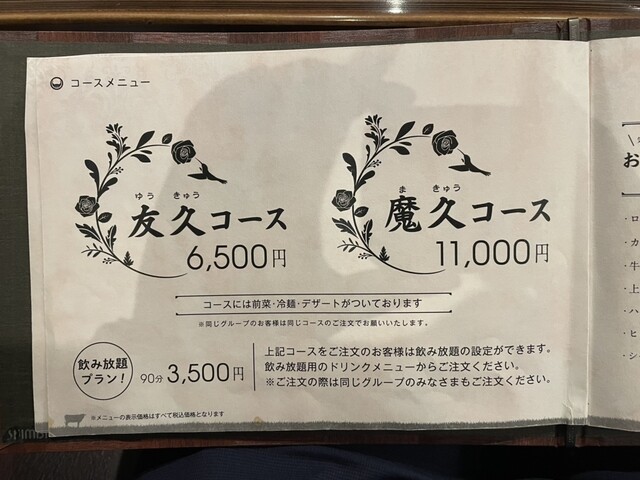 コースメニュー
ゆう きゅう
友久コース
6,500円
ま きゅう
魔久コース
11,000円
コースには前菜・冷麺・デザートがついております
※同じグループのお客様は同じコースのご注文でお願いいたします。
飲み放題
プラン!
90分 3,500円
上記コースをご注文のお客様は飲み放題の設定ができます。
飲み放題用のドリンクメニューからご注文ください。
※ご注文の際は同じグループのみなさまもご注文ください。
※メニューの表示価格はすべて税込価格となります
お
・ロ
・カ
・牛
・上
・ハ
・ヒ
・シ